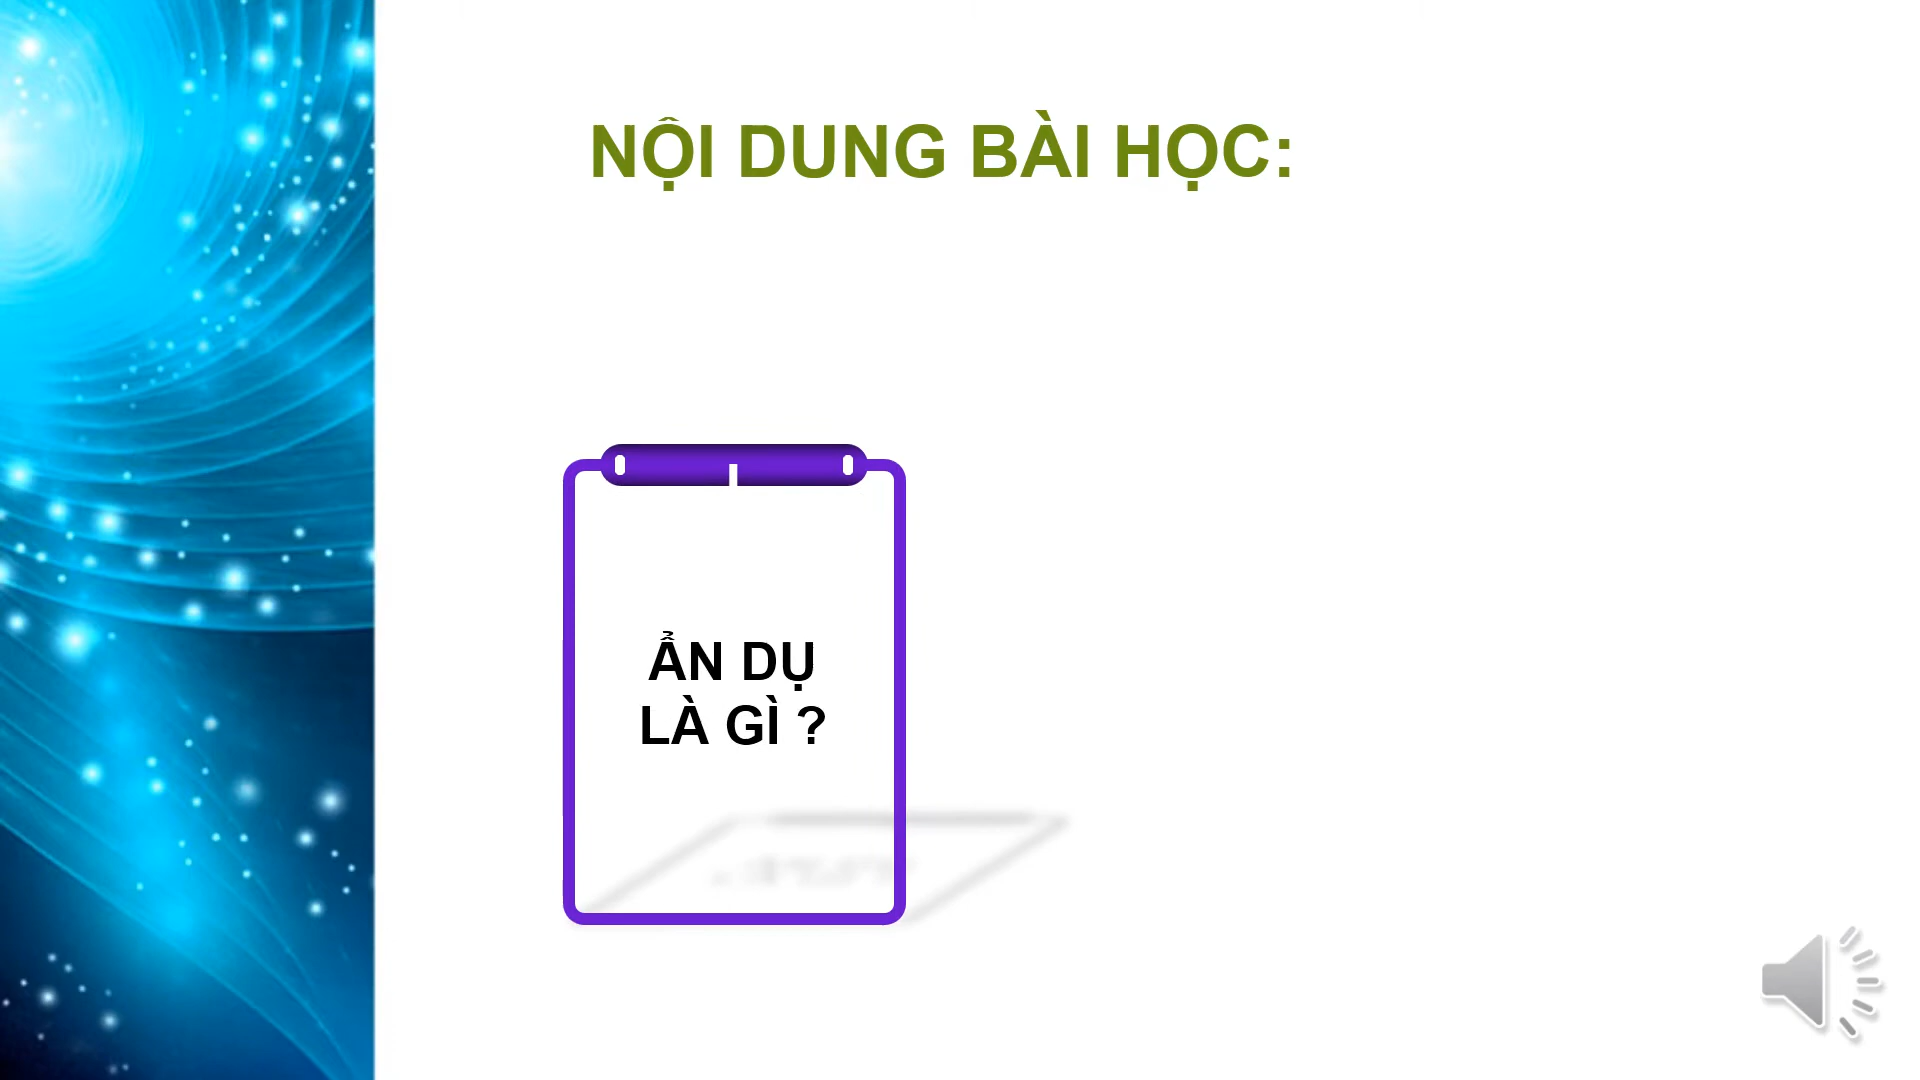 NỘI DUNG BÀI HỌC:
I
ẨN DỤ
LÀ GÌ ?